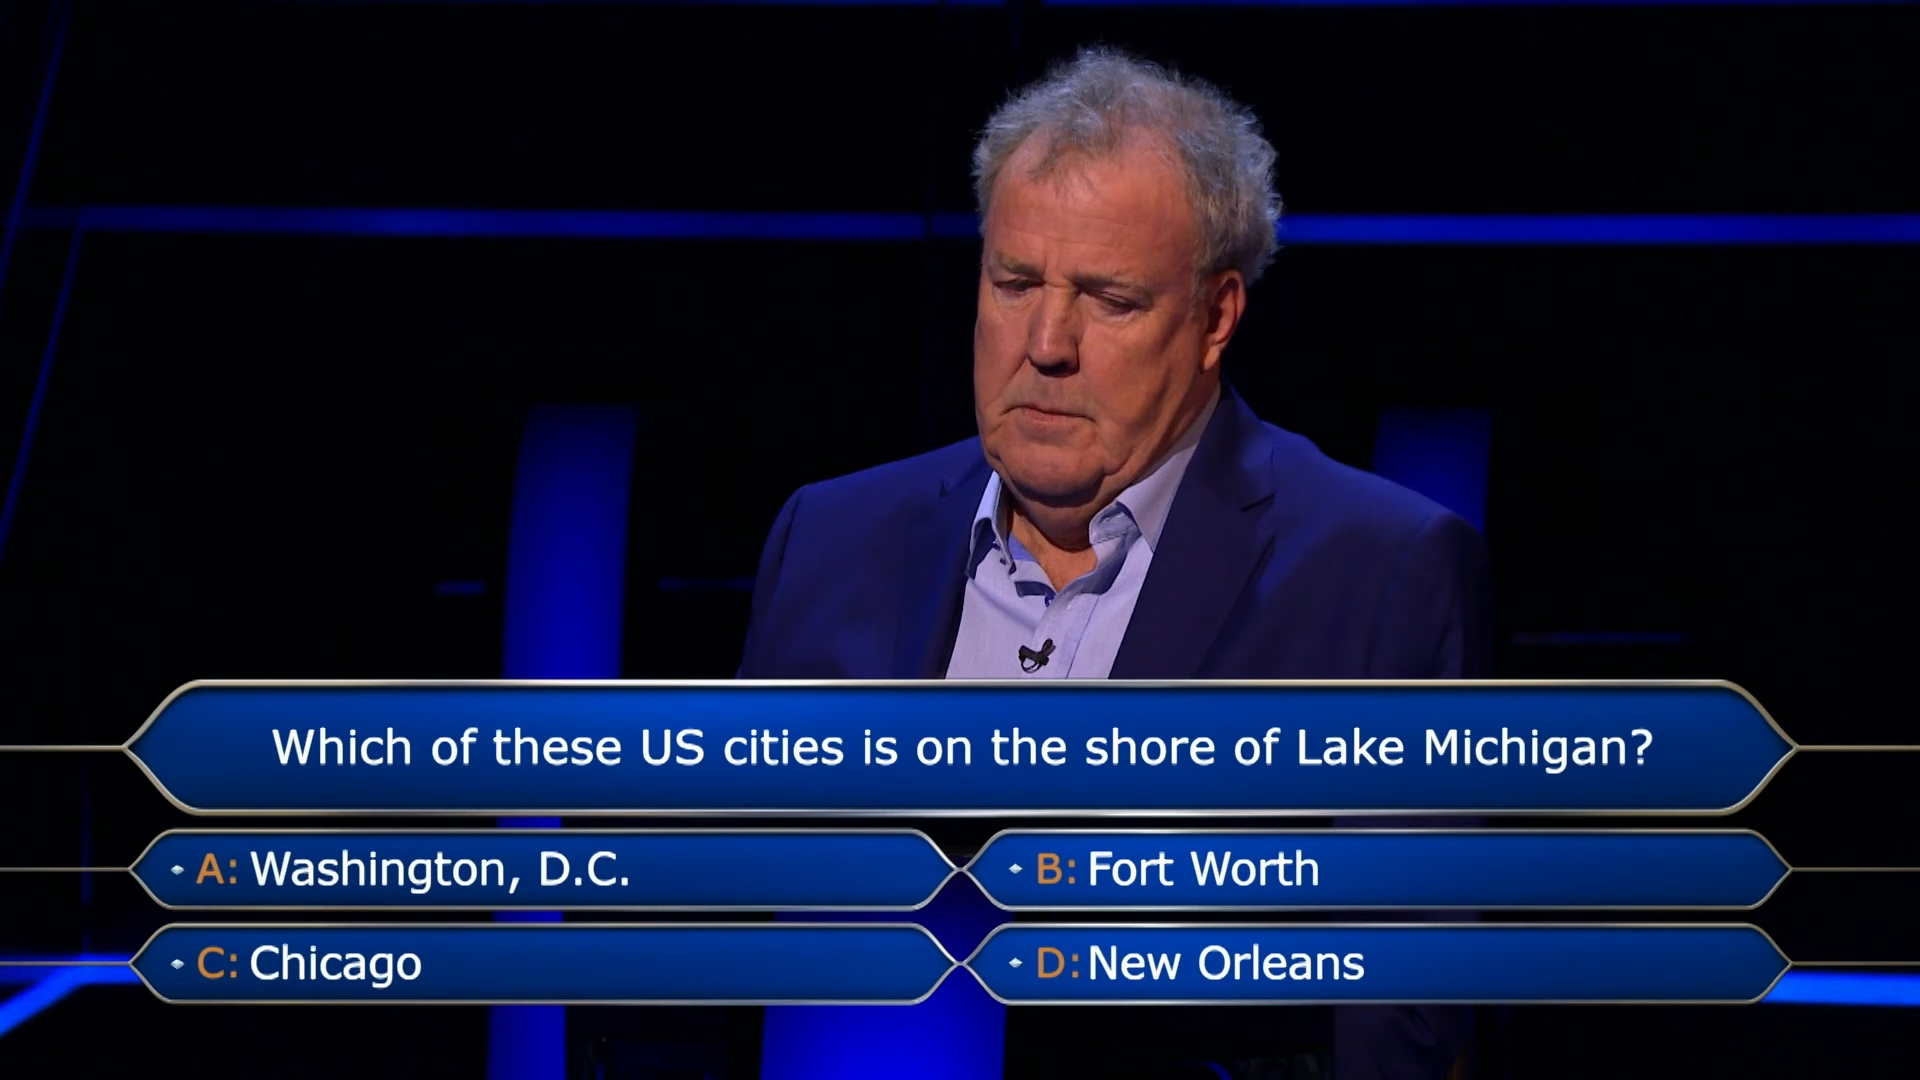 Which of these US cities is on the shore of Lake Michigan?
A: Washington, D.C.
B: Fort Worth
C: Chicago
D: New Orleans